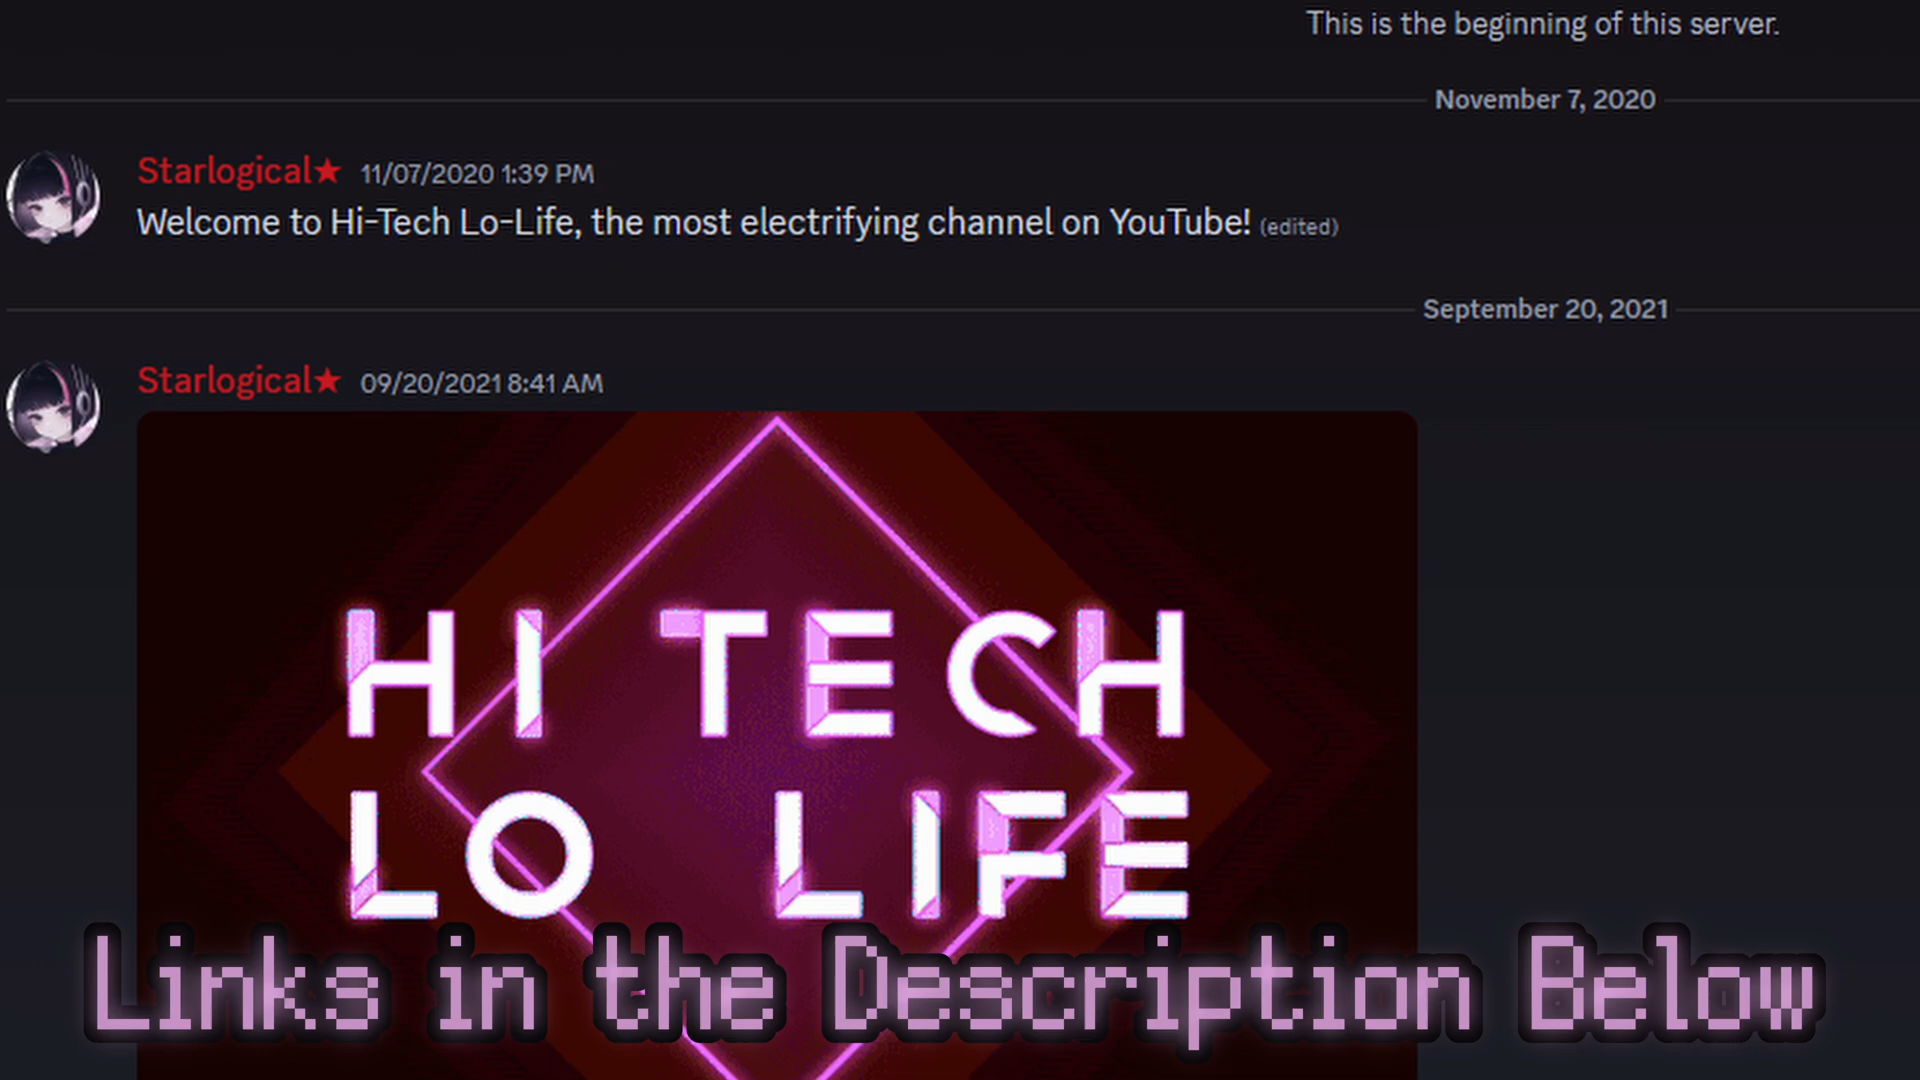 This is the beginning of this server.
November 7, 2020
Starlogical★ 11/07/2020 1:39 PM
Welcome to Hi-Tech Lo-Life, the most electrifying channel on YouTube! (edited)
September 20, 2021
Starlogical★ 09/20/2021 8:41 AM
HI TECH
LO LIFE
Links in the Description Below